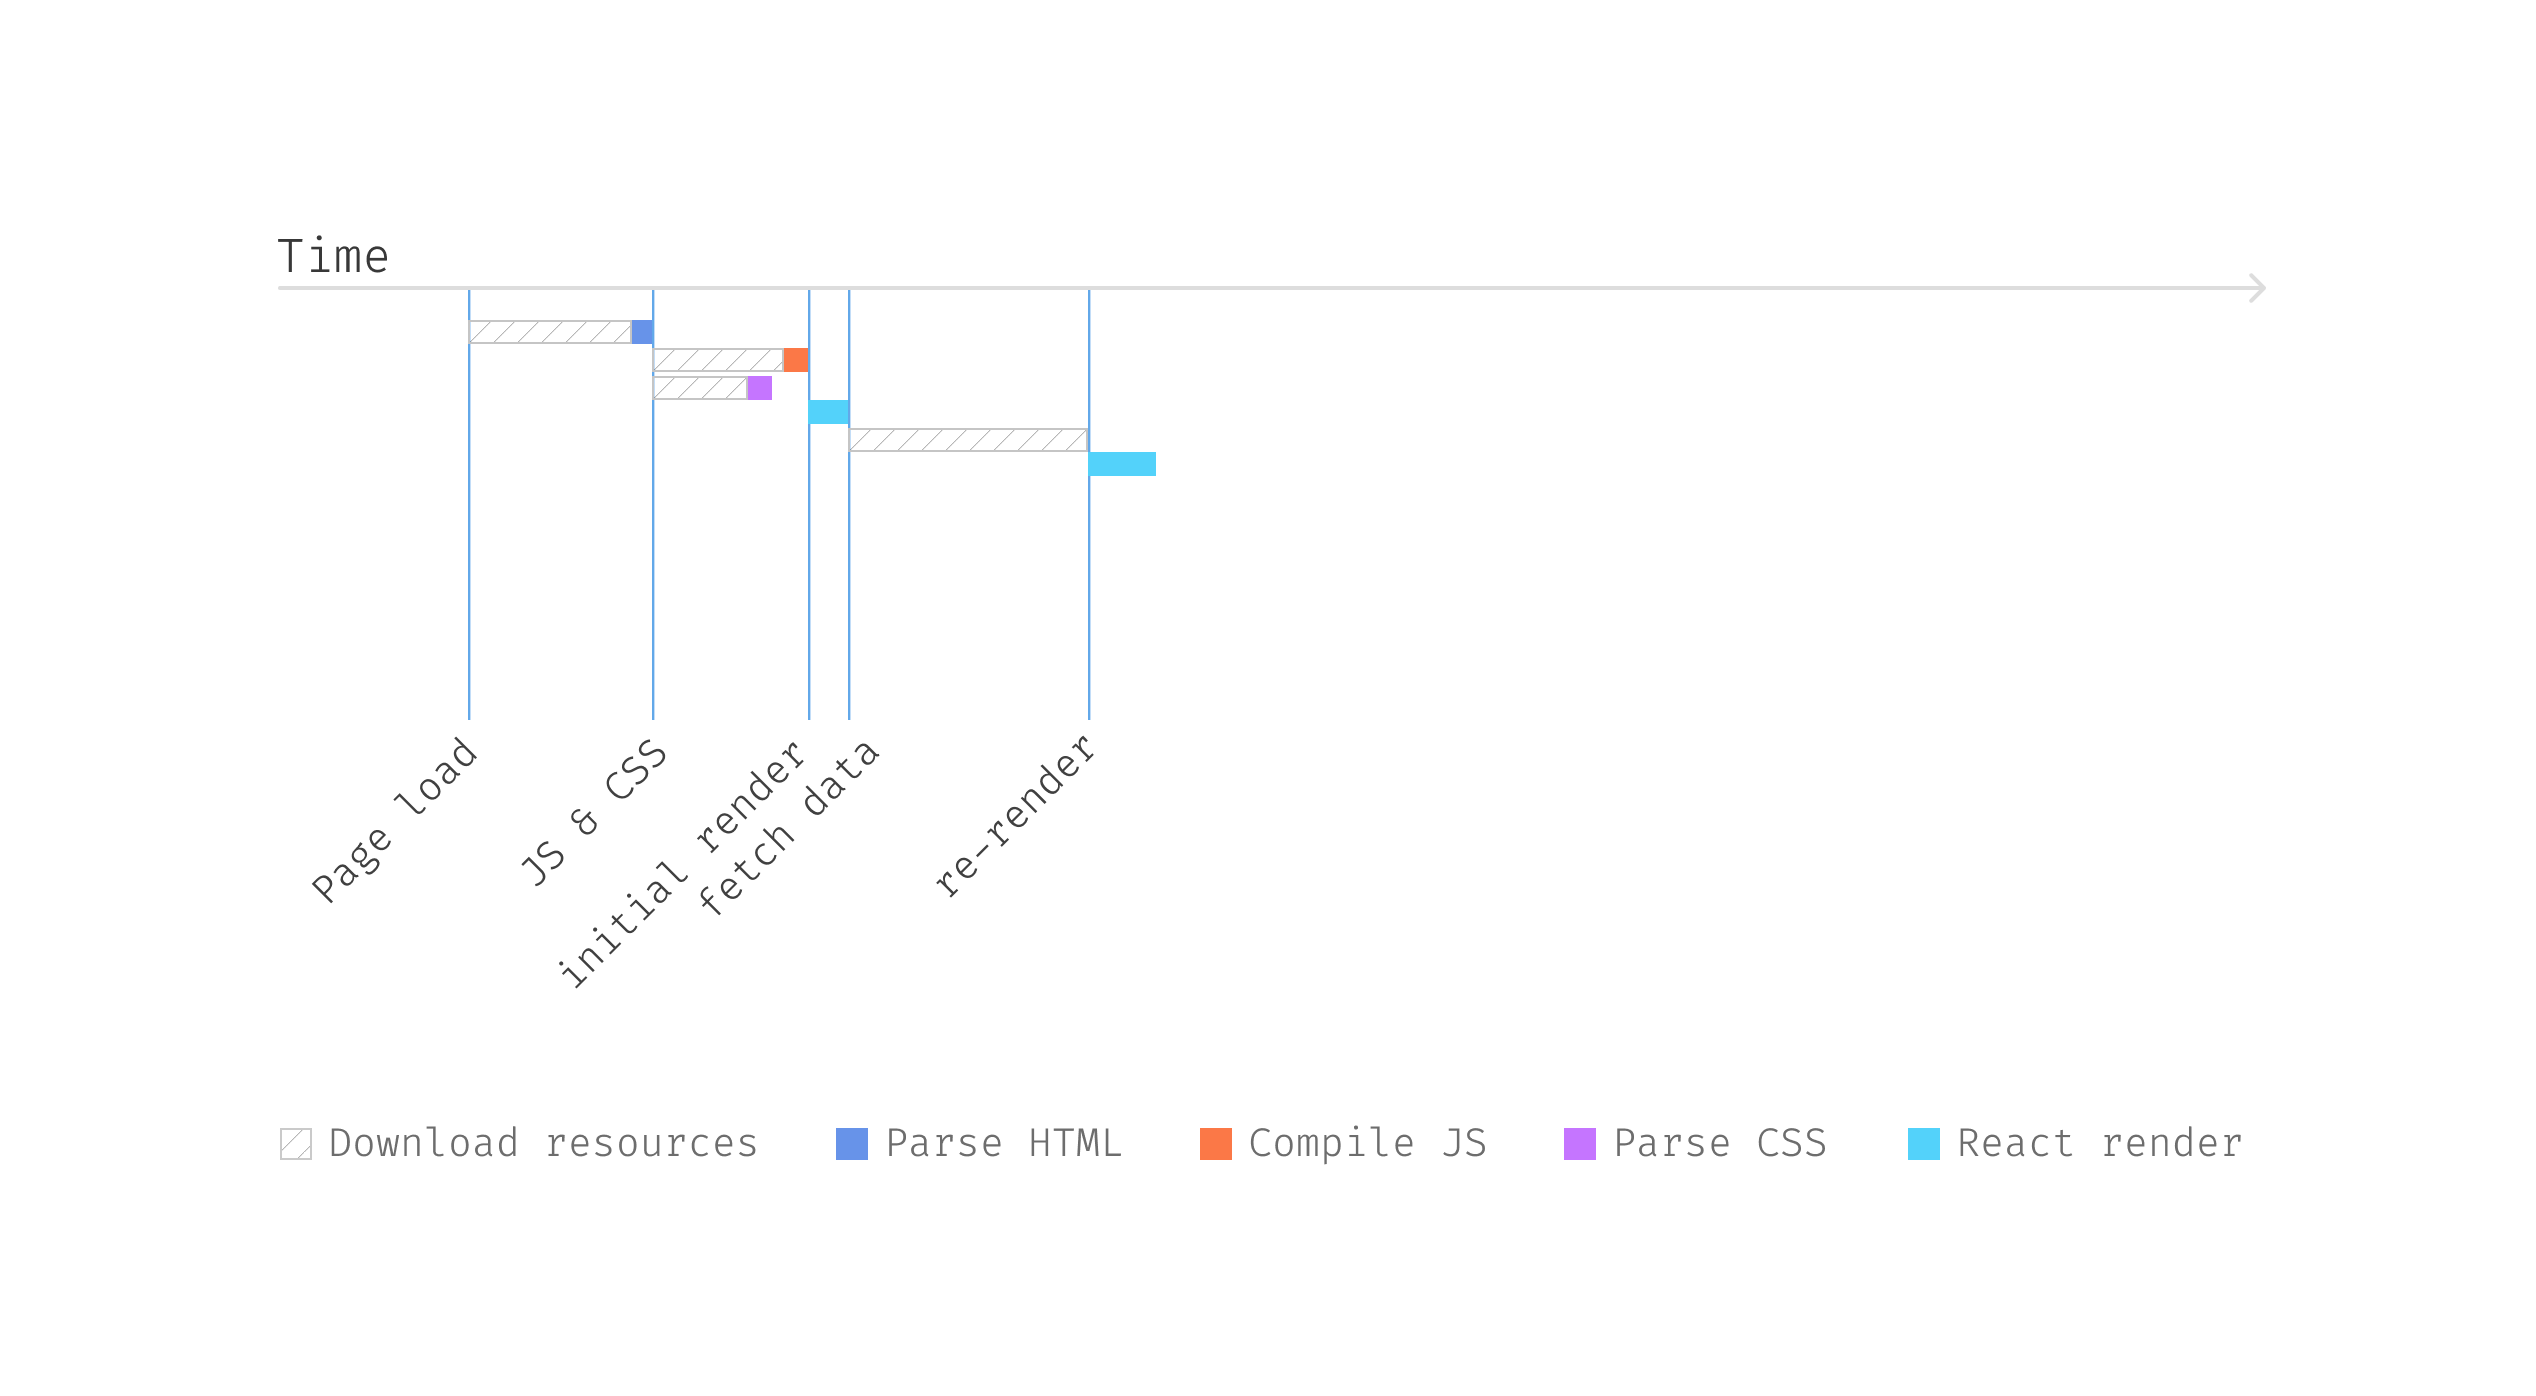 Time
Page load
JS & CSS
initial render
fetch data
re-render
Download resources
Parse HTML
Compile JS
Parse CSS
React render